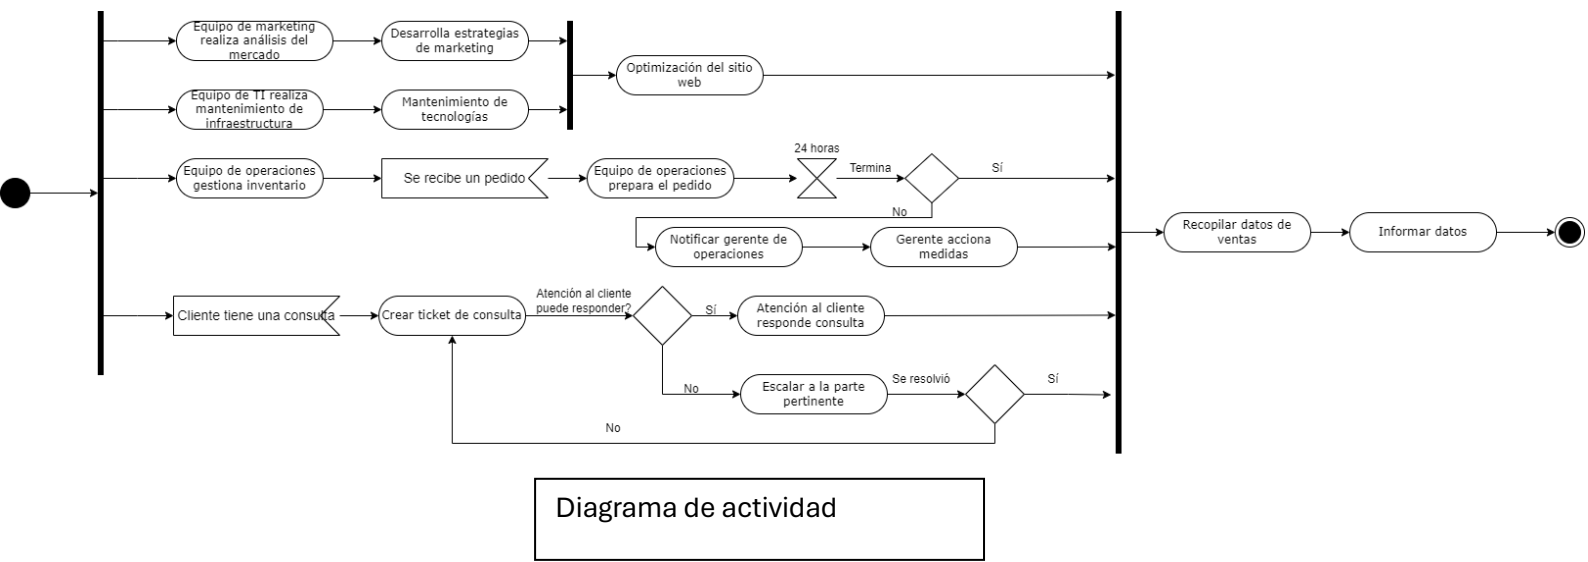 Equipo de marketing
realiza análisis del
mercado
Desarrolla estrategias
de marketing
Optimización del sitio
web
Equipo de TI realiza
mantenimiento de
infraestructura
Mantenimiento de
tecnologías
Equipo de operaciones
gestiona inventario
Se recibe un pedido
Equipo de operaciones
prepara el pedido
24 horas
Termina
Sí
No
Notificar gerente de
operaciones
Gerente acciona
medidas
Recopilar datos de
ventas
Informar datos
Cliente tiene una consulta
Crear ticket de consulta
Atención al cliente
puede responder?
Sí
Atención al cliente
responde consulta
No
Escalar a la parte
pertinente
Se resolvió
Sí
No
Diagrama de actividad